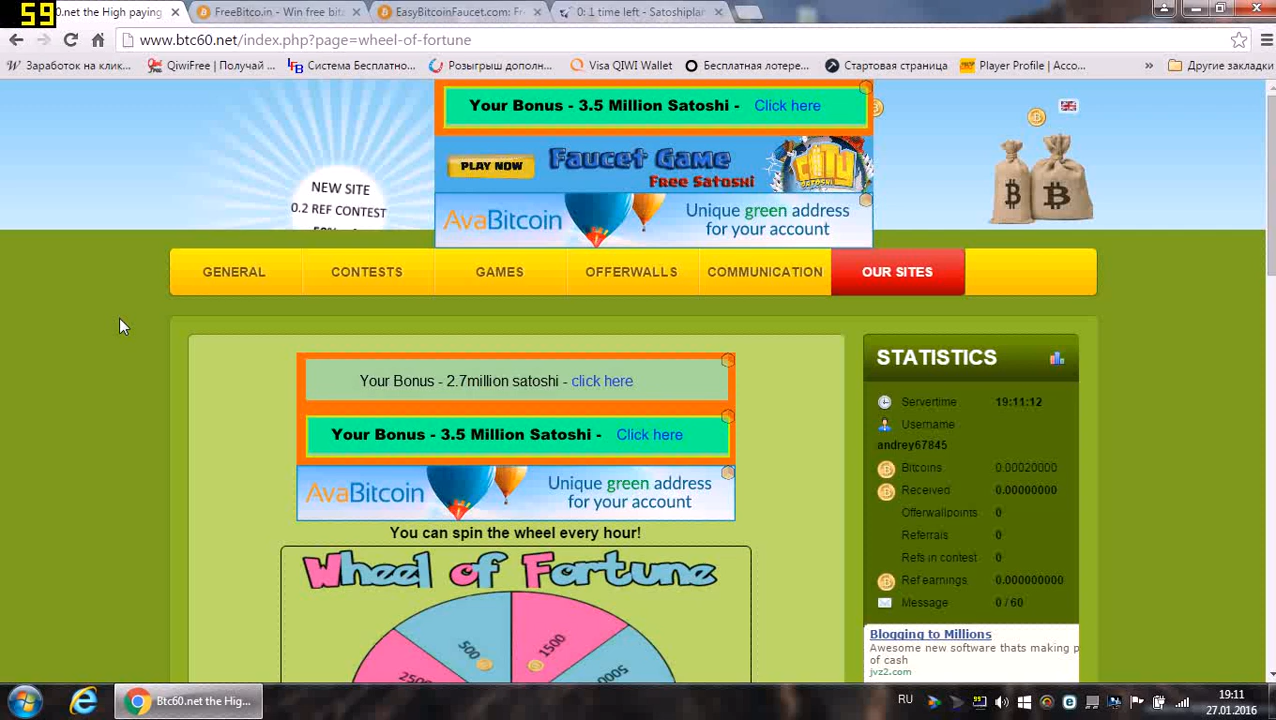 59
0.net the High paying
FreeBitco.in - Win free bit
EasyBitcoinFaucet.com: F
0: 1 time left - Satoshiplan
www.btc60.net/index.php?page=wheel-of-fortune
Заработок на клик...
QiwiFree | Получай ...
Система Бесплатно...
Розыгрыш дополн...
Visa QIWI Wallet
Бесплатная лотере...
Стартовая страница
Player Profile | Acco...
»
Другие закладки
Your Bonus - 3.5 Million Satoshi - Click here
PLAY NOW
Faucet Game
Free Satoshi
CITY
NEW SITE
0.2 REF CONTEST
AvaBitcoin
Unique green address
for your account
GENERAL
CONTESTS
GAMES
OFFERWALLS
COMMUNICATION
OUR SITES
Your Bonus - 2.7million satoshi - click here
Your Bonus - 3.5 Million Satoshi - Click here
AvaBitcoin
Unique green address
for your account
You can spin the wheel every hour!
Wheel of Fortune
500
1500
2500
5000
STATISTICS
Servertime 19:11:12
Username
andrey67845
Bitcoins 0.00020000
Received 0.00000000
Offerwallpoints 0
Referrals 0
Refs in contest 0
Ref earnings 0.000000000
Message 0 / 60
Blogging to Millions
Awesome new software thats making p
of cash
jvz2.com
Btc60.net the Hig...
RU
19:11
27.01.2016